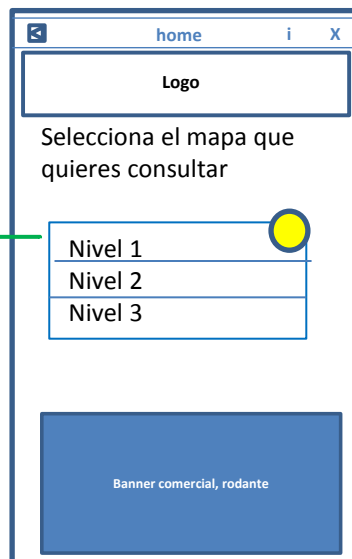 home i X
Logo
Selecciona el mapa que
quieres consultar
Nivel 1
Nivel 2
Nivel 3
Banner comercial, rodante